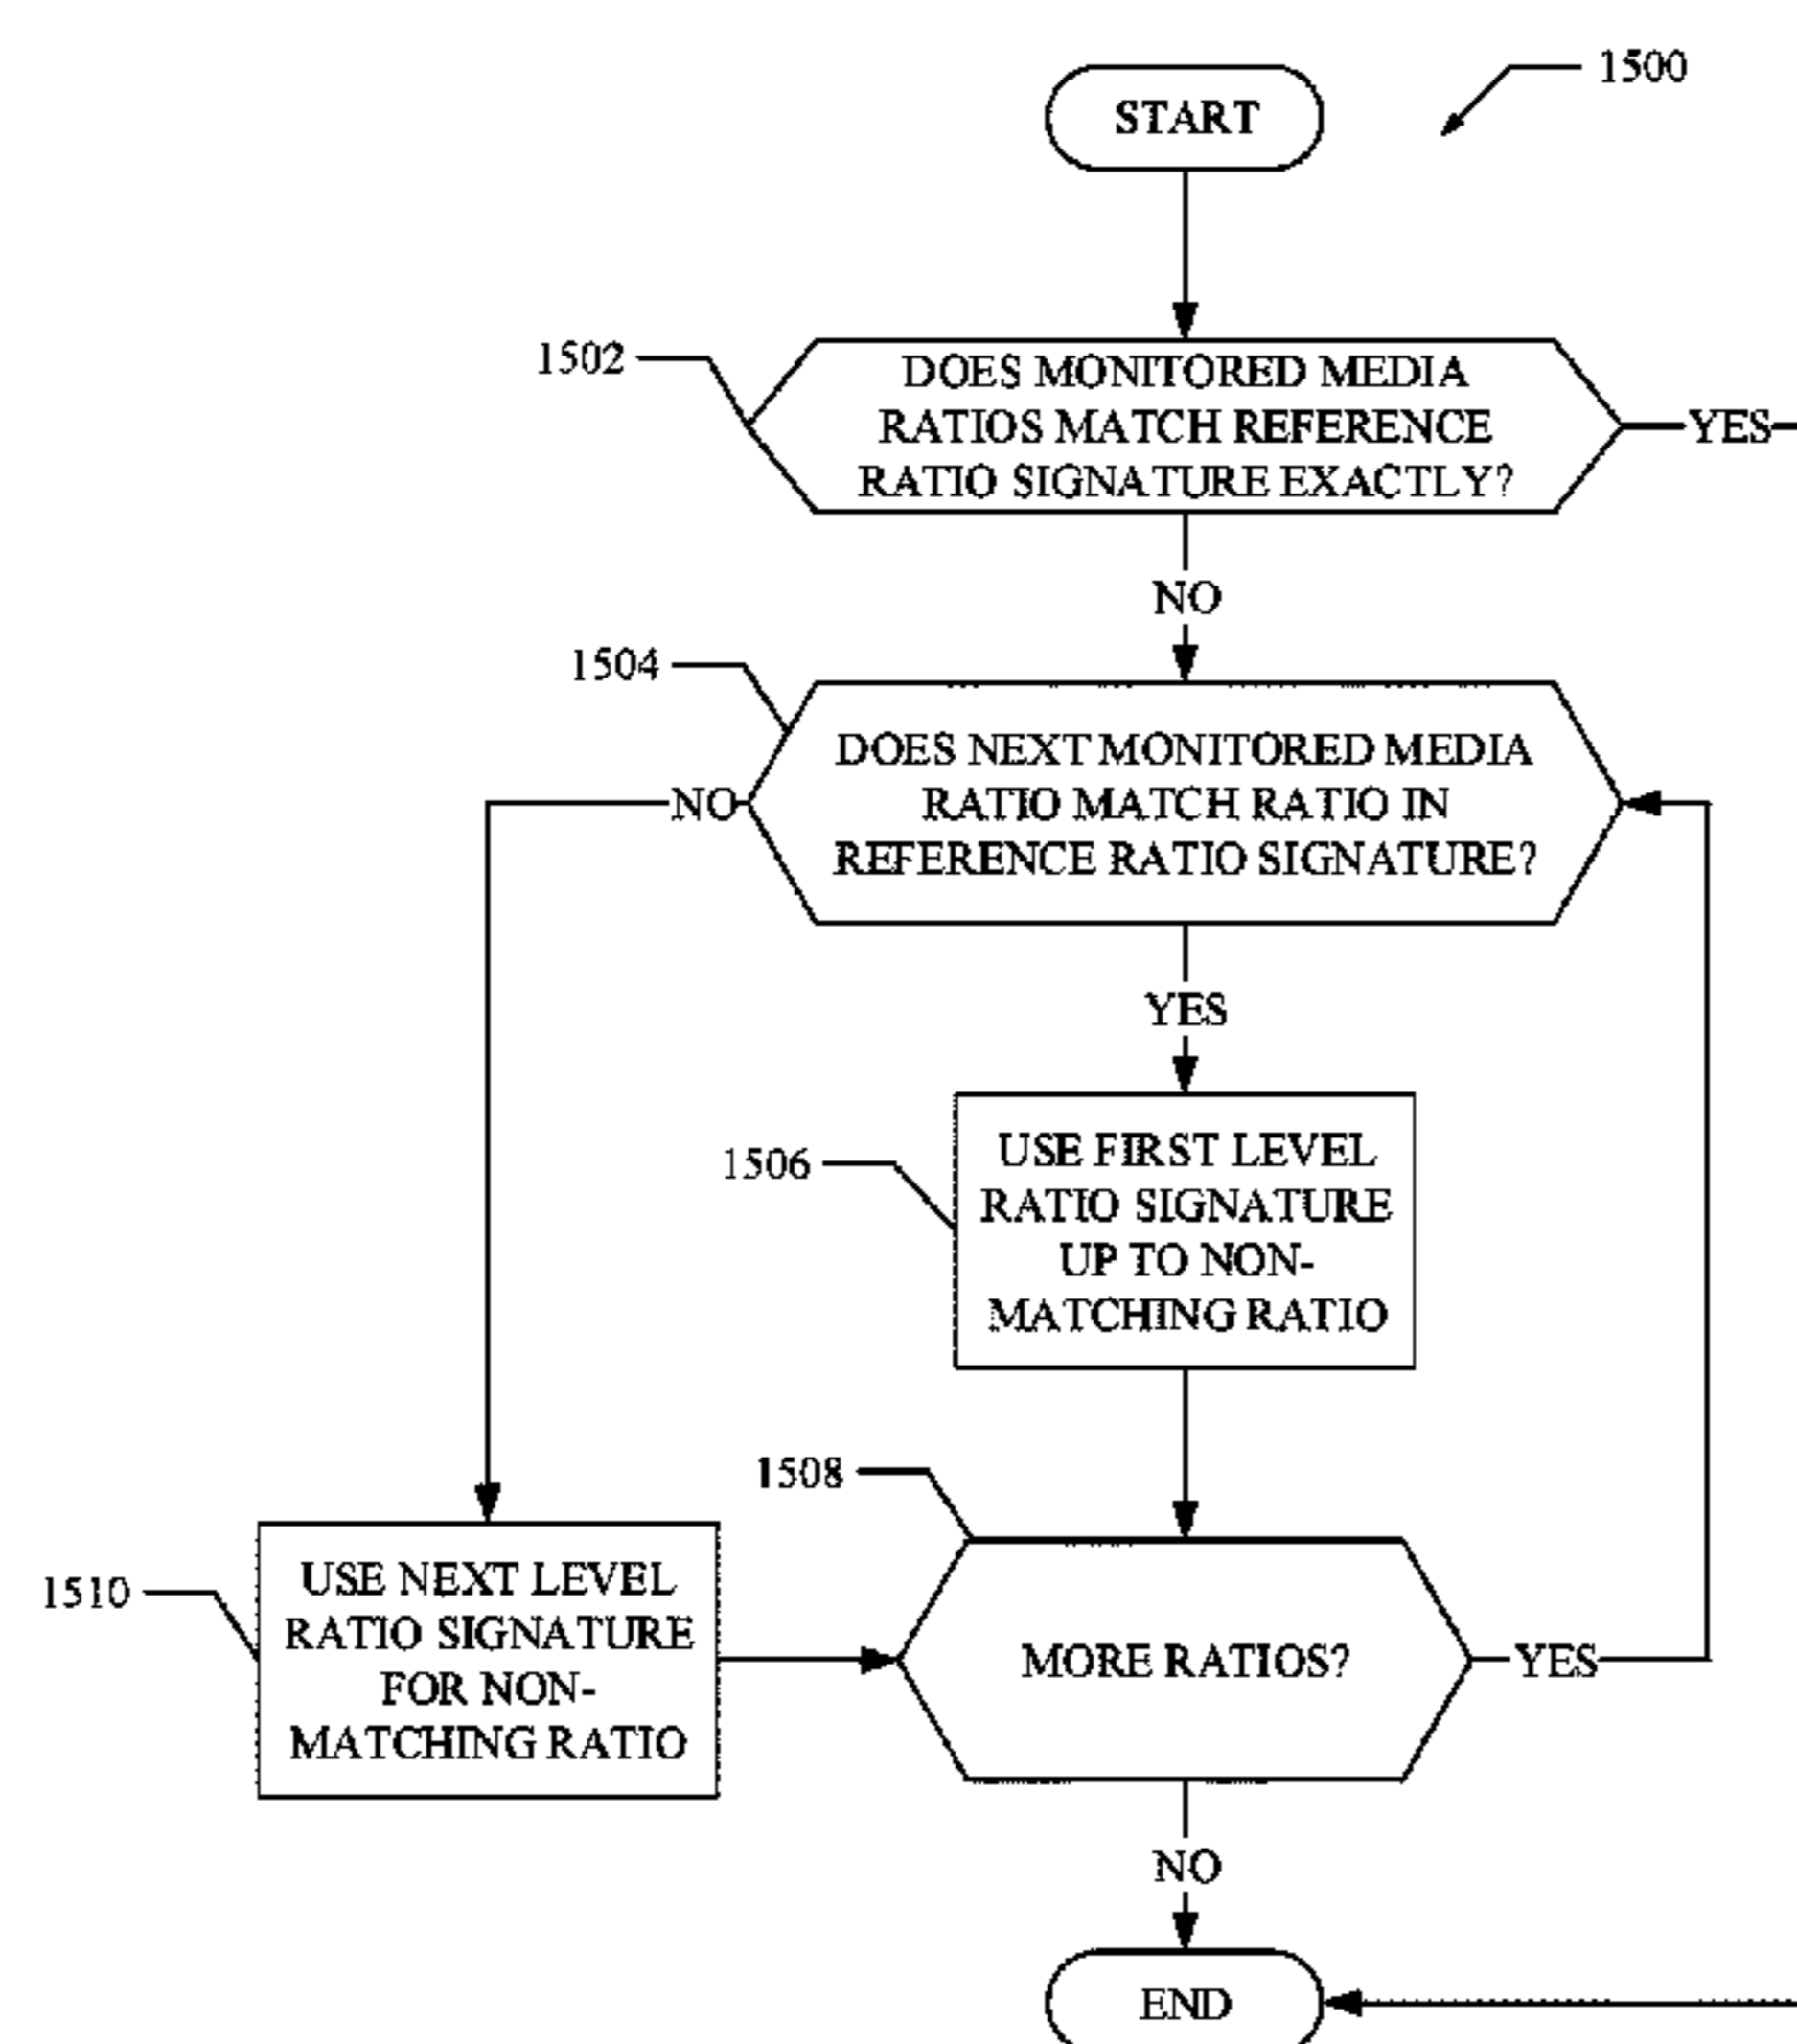 1500
START
1502
DOES MONITORED MEDIA
RATIOS MATCH REFERENCE
RATIO SIGNATURE EXACTLY?
YES
NO
1504
DOES NEXT MONITORED MEDIA
RATIO MATCH RATIO IN
REFERENCE RATIO SIGNATURE?
NO
YES
1506
USE FIRST LEVEL
RATIO SIGNATURE
UP TO NON-
MATCHING RATIO
1508
MORE RATIOS?
YES
1510
USE NEXT LEVEL
RATIO SIGNATURE
FOR NON-
MATCHING RATIO
NO
END